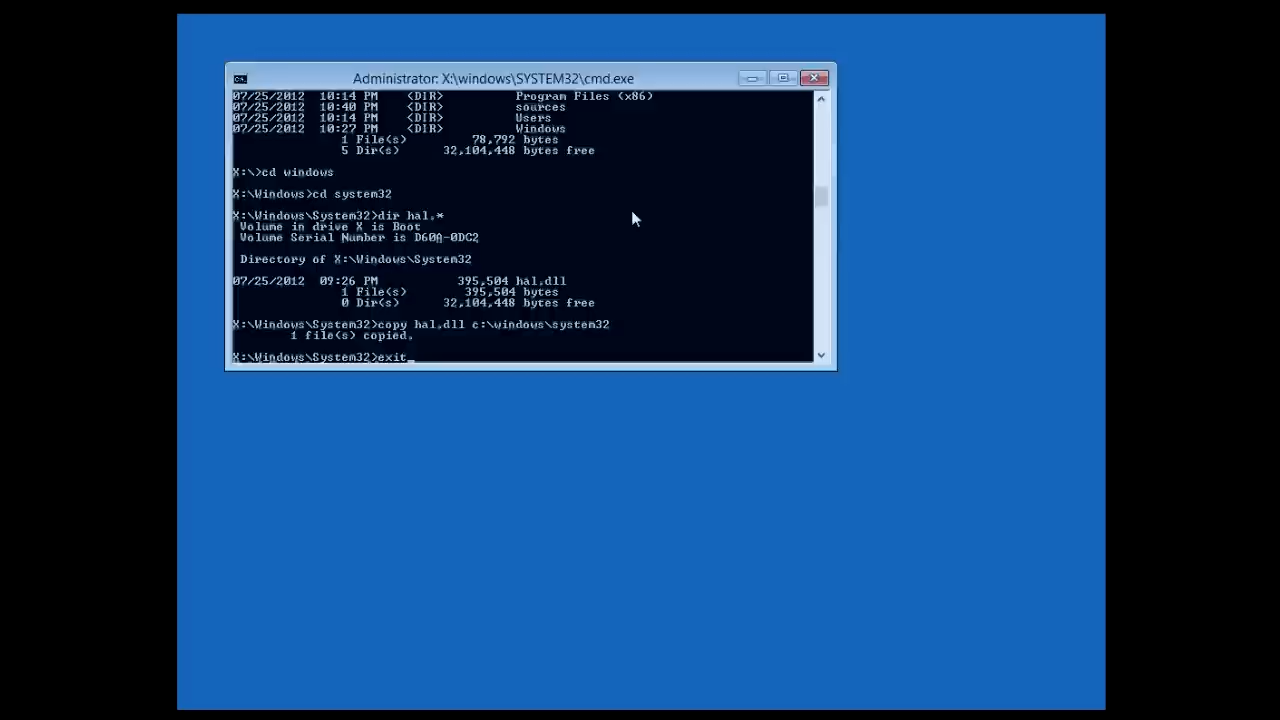 Administrator: X:\windows\SYSTEM32\cmd.exe
07/25/2012 10:14 PM <DIR> Program Files (x86)
07/25/2012 10:40 PM <DIR> sources
07/25/2012 10:14 PM <DIR> Users
07/25/2012 10:27 PM <DIR> Windows
1 File(s) 78,792 bytes
5 Dir(s) 32,104,448 bytes free
X:\>cd windows
X:\Windows>cd system32
X:\Windows\System32>dir hal.*
Volume in drive X is Boot
Volume Serial Number is D60A-0DC2
Directory of X:\Windows\System32
07/25/2012 09:26 PM 395,504 hal.dll
1 File(s) 395,504 bytes
0 Dir(s) 32,104,448 bytes free
X:\Windows\System32>copy hal.dll c:\windows\system32
1 file(s) copied.
X:\Windows\System32>exit_